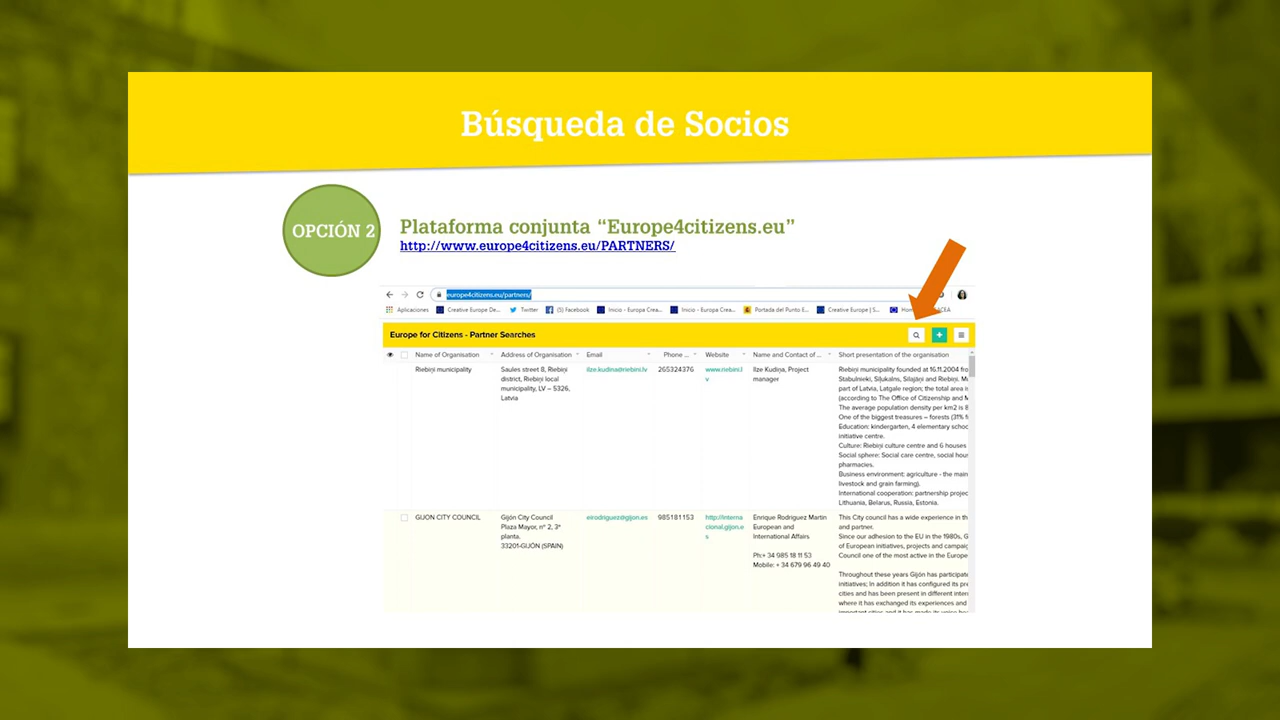 Búsqueda de Socios
OPCIÓN 2
Plataforma conjunta “Europe4citizens.eu”
http://www.europe4citizens.eu/PARTNERS/
europe4citizens.eu/partners/
Aplicaciones Creative Europe De... Twitter (3) Facebook Inicio - Europa Crea... Inicio - Europa Crea... Portada del Punto E... Creative Europe | S...
Europe for Citizens - Partner Searches
Name of Organisation Address of Organisation Email Phone ... Website Name and Contact of ... Short presentation of the organisation
Riebiņi municipality
Saules street 8, Riebiņi
district, Riebiņi local
municipality, LV – 5326,
Latvia
ilze.kudina@riebini.lv
265324376
www.riebini.l
v
Ilze Kudiņa, Project
manager
Riebiņi municipality founded at 16.11.2004 fro
Stabulnieki, Siļukalns, Silajāņi and Riebiņi. M
part of Latvia, Latgale region; the total area is
(according to The Office of Citizenship and M
The average population density per km2 is 8
One of the biggest treasures – forests (31% f
Education: kindergarten, 4 elementary schoo
initiative centre.
Culture: Riebiņi culture centre and 6 houses
Social sphere: Social care centre, social hous
pharmacies.
Business environment: agriculture - the main
livestock and grain farming).
International cooperation: partnership projec
Lithuania, Belarus, Russia, Estonia.
GIJON CITY COUNCIL
Gijón City Council
Plaza Mayor, nº 2, 3ª
planta.
33201-GIJÓN (SPAIN)
eirodriguez@gijon.es
985181153
http://interna
cional.gijon.e
s
Enrique Rodriguez Martin
European and
International Affairs
Ph:+ 34 985 18 11 53
Mobile: + 34 679 96 49 40
This City council has a wide experience in th
and partner.
Since our adhesion to the EU in the 1980s, G
of European initiatives, projects and campaig
Council one of the most active in the Europe
Throughout these years Gijón has participate
initiatives; In addition it has configured its pre
cities and has been present in different intern
where it has exchanged its experiences and